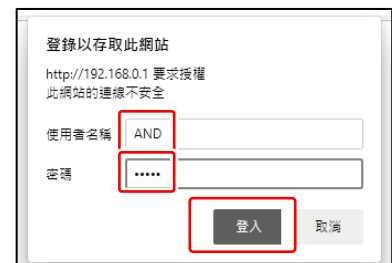 登錄以存取此網站
http://192.168.0.1 要求授權
此網站的連線不安全
使用者名稱 AND
密碼 •••••
登入 取消